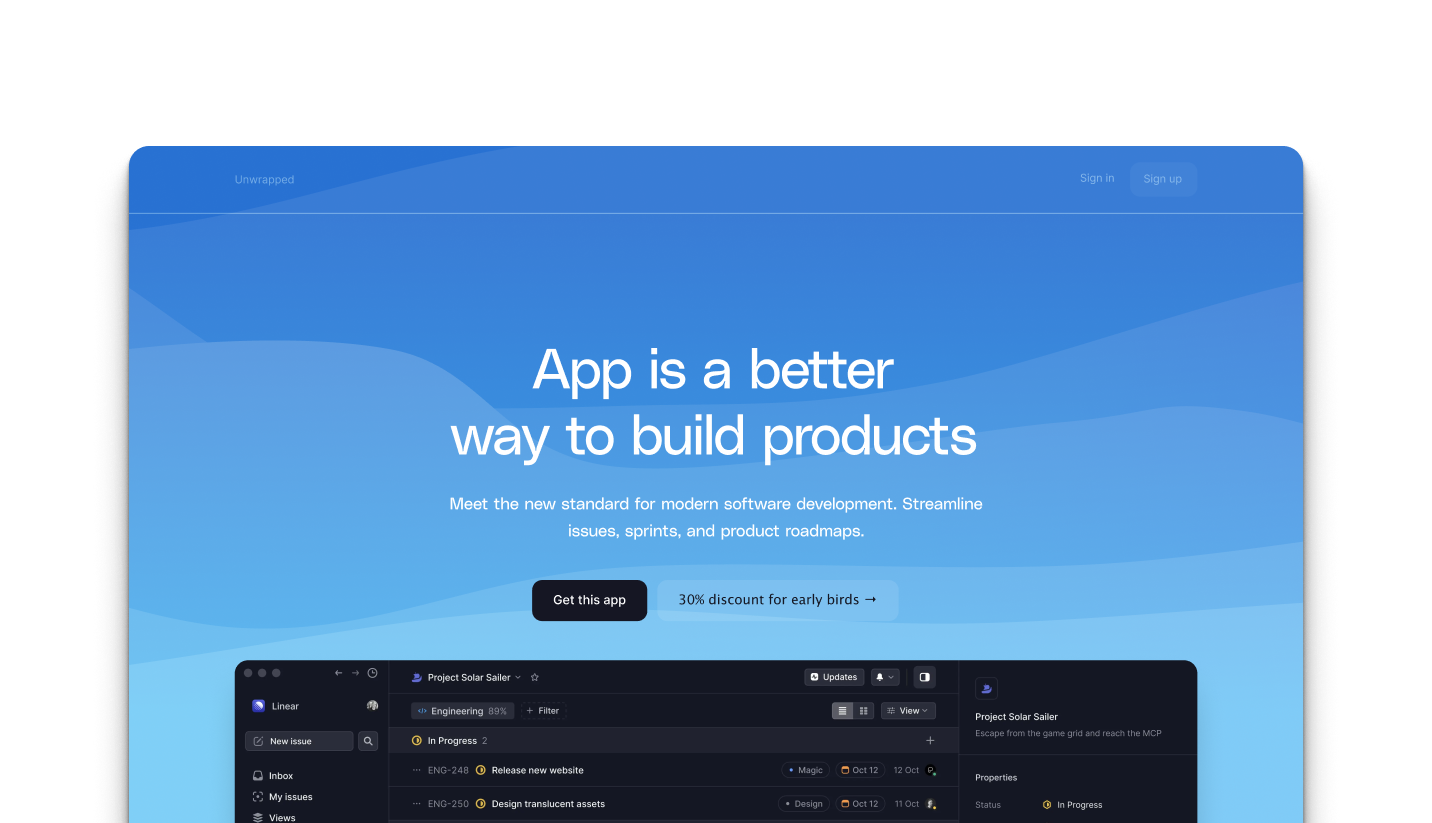 Unwrapped
Sign in
Sign up
App is a better
way to build products
Meet the new standard for modern software development. Streamline
issues, sprints, and product roadmaps.
Get this app
30% discount for early birds →
Project Solar Sailer
Updates
Linear
Engineering 89%
Filter
View
New issue
In Progress 2
Inbox
My issues
Views
ENG-248 Release new website
Magic
Oct 12
12 Oct
ENG-250 Design translucent assets
Design
Oct 12
11 Oct
Project Solar Sailer
Escape from the game grid and reach the MCP
Properties
Status In Progress